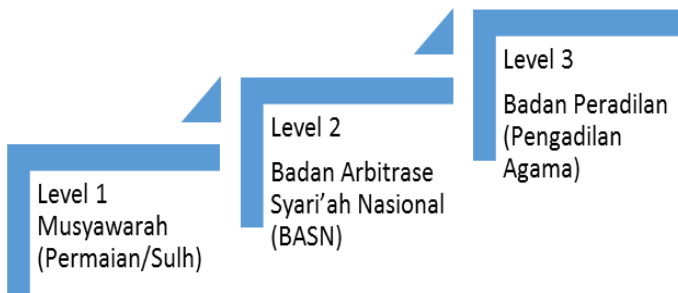 Level 1
Musyawarah
(Permaian/Sulh)
Level 2
Badan Arbitrase
Syari’ah Nasional
(BASN)
Level 3
Badan Peradilan
(Pengadilan
Agama)